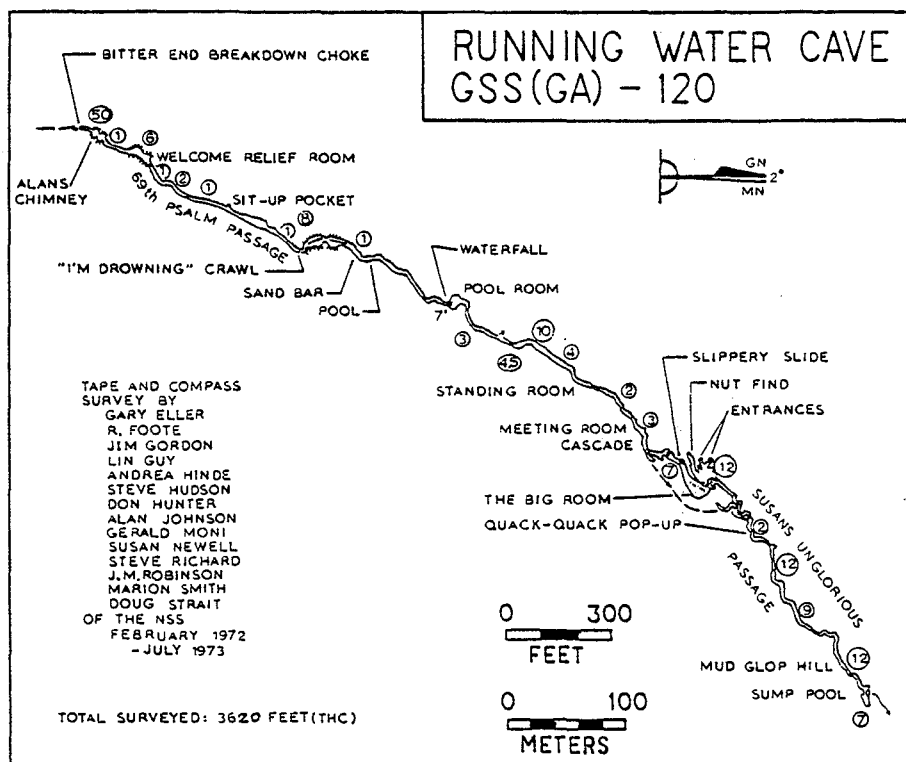 RUNNING WATER CAVE
GSS(GA) - 120
BITTER END BREAKDOWN CHOKE
50
1
6
WELCOME RELIEF ROOM
ALANS
CHIMNEY
1
2
1
SIT-UP POCKET
69th PSALM PASSAGE
1
8
1
"I'M DROWNING" CRAWL
SAND BAR
POOL
WATERFALL
POOL ROOM
7'
3
45
10
4
STANDING ROOM
GN
2°
MN
2
3
MEETING ROOM
CASCADE
SLIPPERY SLIDE
NUT FIND
ENTRANCES
7
12
THE BIG ROOM
QUACK-QUACK POP-UP
2
SUSANS UNGLORIOUS
PASSAGE
12
9
MUD GLOP HILL
12
SUMP POOL
7
TAPE AND COMPASS
SURVEY BY
GARY ELLER
R. FOOTE
JIM GORDON
LIN GUY
ANDREA HINDE
STEVE HUDSON
DON HUNTER
ALAN JOHNSON
GERALD MONI
SUSAN NEWELL
STEVE RICHARD
J.M. ROBINSON
MARION SMITH
DOUG STRAIT
OF THE NSS
FEBRUARY 1972
-JULY 1973
0 300
FEET
0 100
METERS
TOTAL SURVEYED: 3620 FEET(THC)